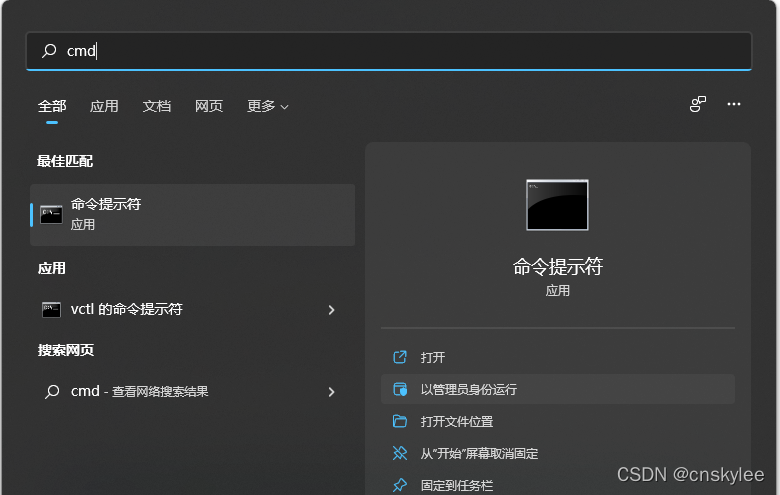 cmd
全部 应用 文档 网页 更多
最佳匹配
命令提示符
应用
应用
vctl 的命令提示符
搜索网页
cmd - 查看网络搜索结果
命令提示符
应用
打开
以管理员身份运行
打开文件位置
从“开始”屏幕取消固定
固定到任务栏
CSDN @cnskylee